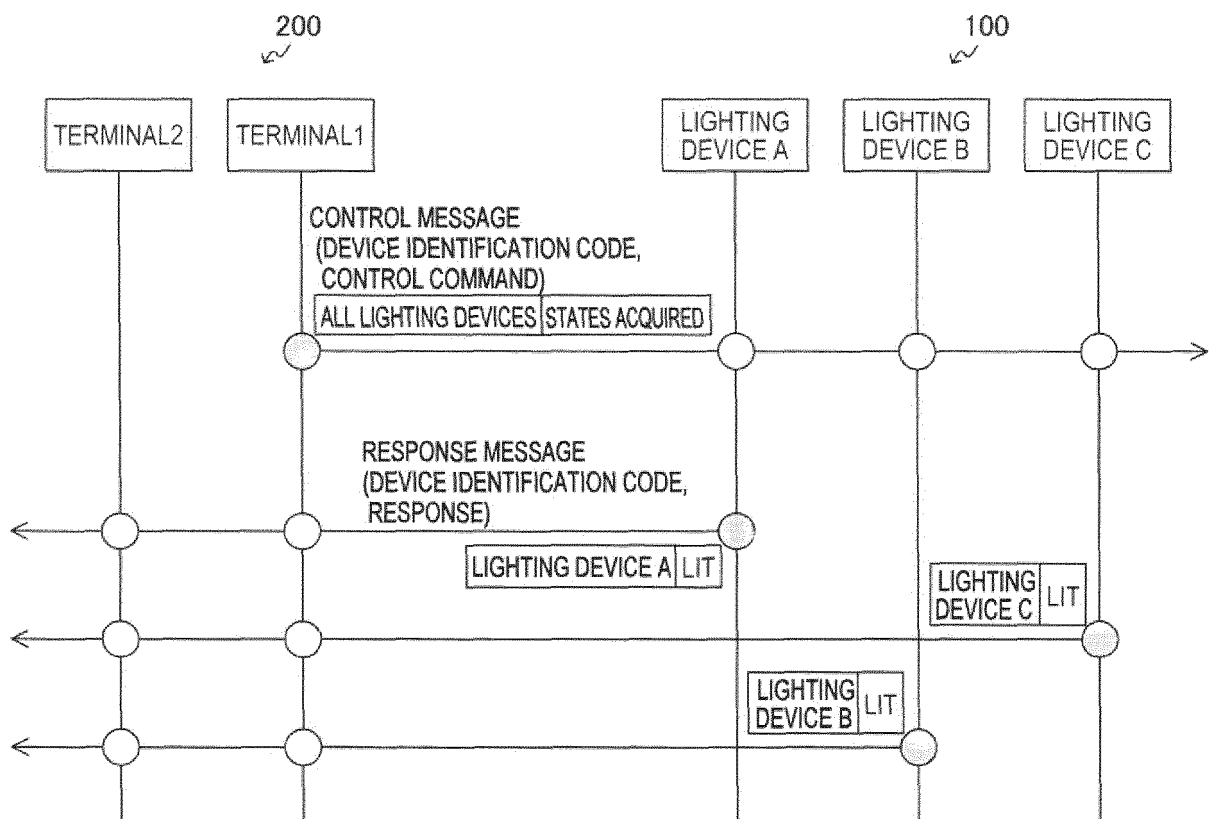 200
100
TERMINAL2
TERMINAL1
LIGHTING
DEVICE A
LIGHTING
DEVICE B
LIGHTING
DEVICE C
CONTROL MESSAGE
(DEVICE IDENTIFICATION CODE,
CONTROL COMMAND)
ALL LIGHTING DEVICES STATES ACQUIRED
RESPONSE MESSAGE
(DEVICE IDENTIFICATION CODE,
RESPONSE)
LIGHTING DEVICE A LIT
LIGHTING
DEVICE C
LIT
LIGHTING
DEVICE B
LIT